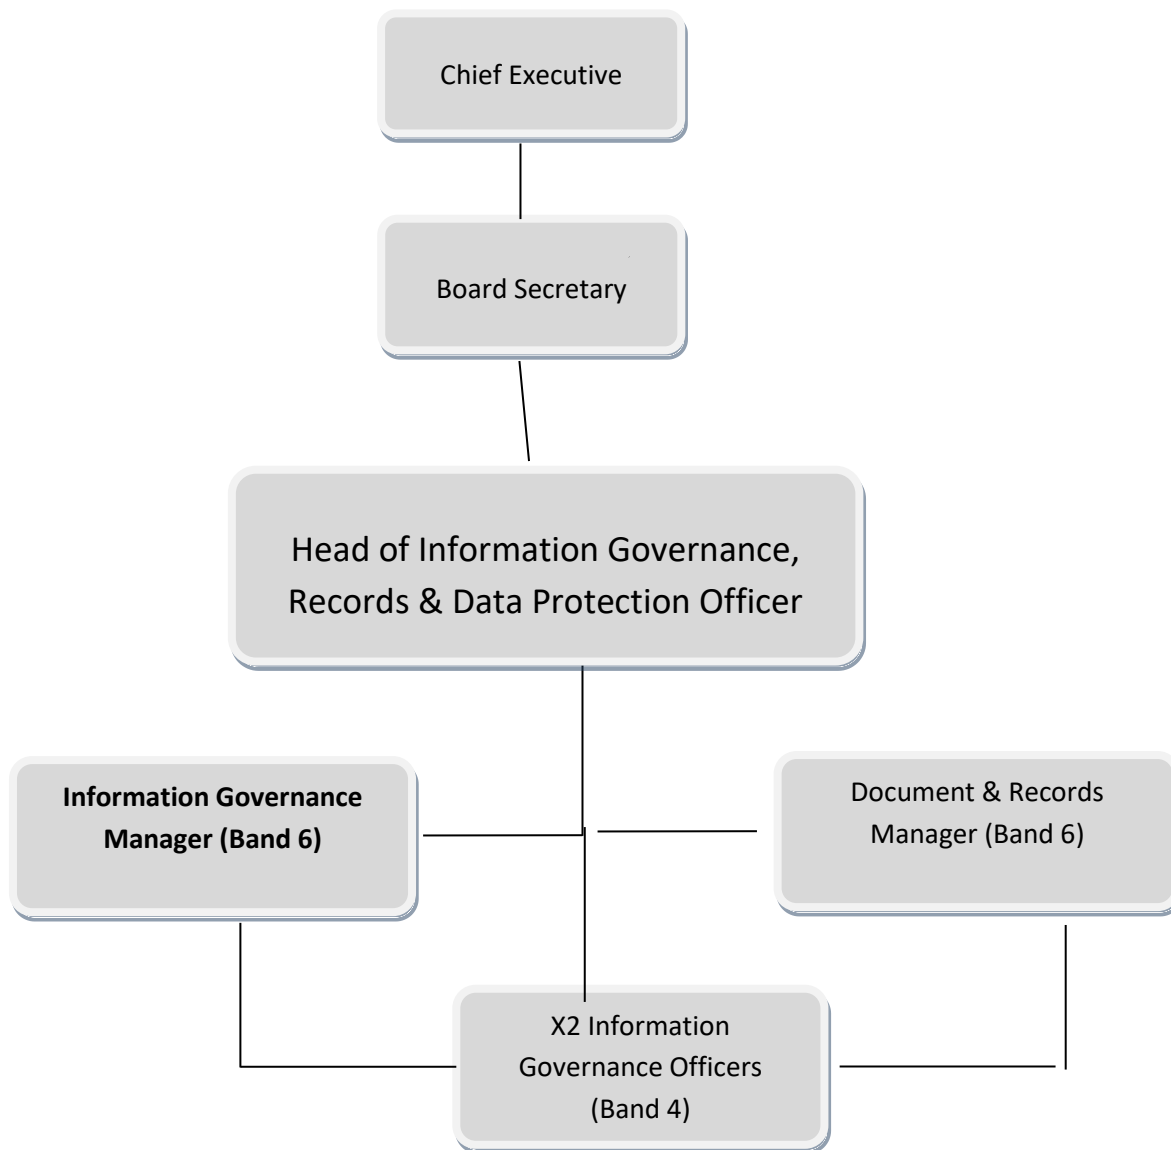 Chief Executive
Board Secretary
Head of Information Governance,
Records & Data Protection Officer
Information Governance
Manager (Band 6)
Document & Records
Manager (Band 6)
X2 Information
Governance Officers
(Band 4)